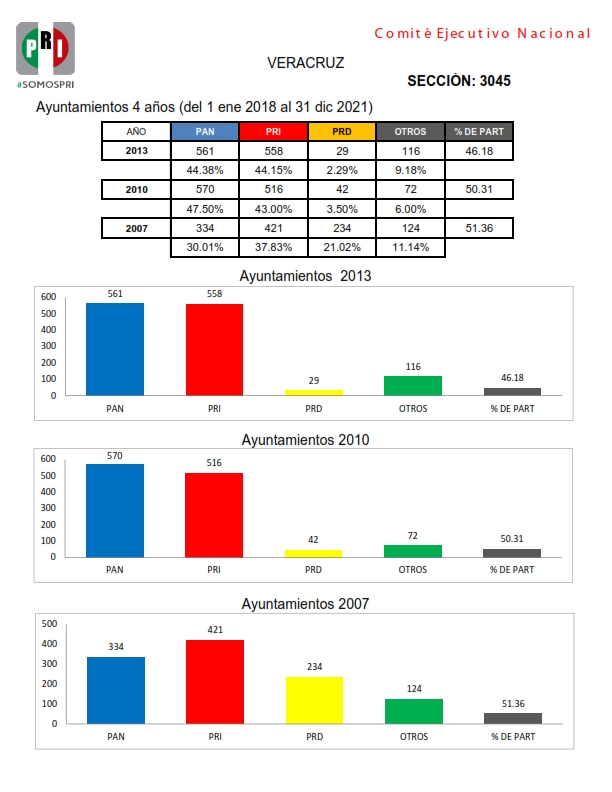 Comité Ejecutivo Nacional
PRI
#SOMOSPRI
VERACRUZ
SECCIÓN: 3045
Ayuntamientos 4 años (del 1 ene 2018 al 31 dic 2021)
AÑO PAN PRI PRD OTROS % DE PART
2013 561 558 29 116 46.18
44.38% 44.15% 2.29% 9.18%
2010 570 516 42 72 50.31
47.50% 43.00% 3.50% 6.00%
2007 334 421 234 124 51.36
30.01% 37.83% 21.02% 11.14%
Ayuntamientos 2013
600
500
400
300
200
100
0
561 558 29 116 46.18
PAN PRI PRD OTROS % DE PART
Ayuntamientos 2010
600
500
400
300
200
100
0
570 516 42 72 50.31
PAN PRI PRD OTROS % DE PART
Ayuntamientos 2007
500
400
300
200
100
0
334 421 234 124 51.36
PAN PRI PRD OTROS % DE PART